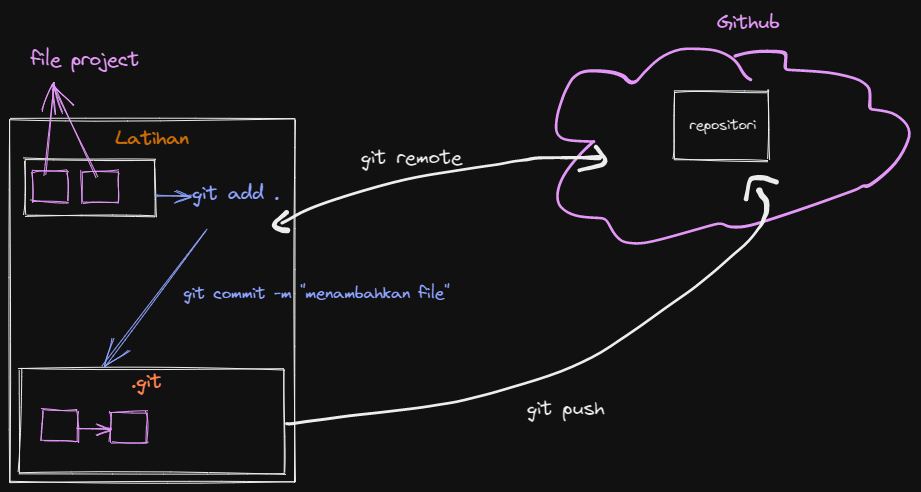 Github
file project
repositori
Latihan
git remote
git add .
git commit -m "menambahkan file"
.git
git push